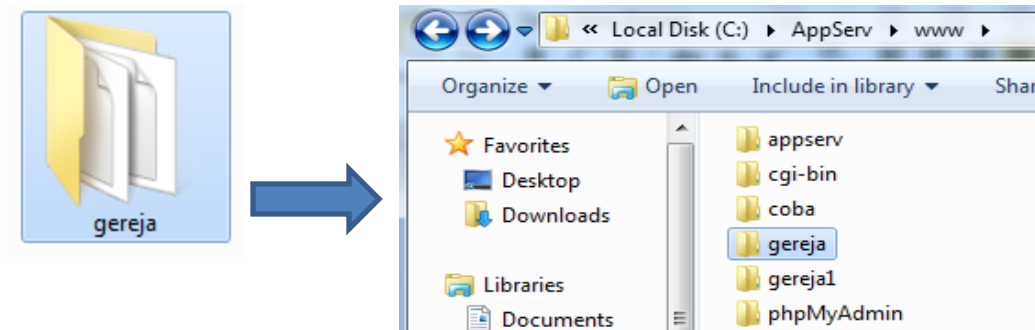 gereja
« Local Disk (C:) ▸ AppServ ▸ www ▸
Organize ▾ Open Include in library ▾
Favorites
Desktop
Downloads
Libraries
Documents
appserv
cgi-bin
coba
gereja
gereja1
phpMyAdmin